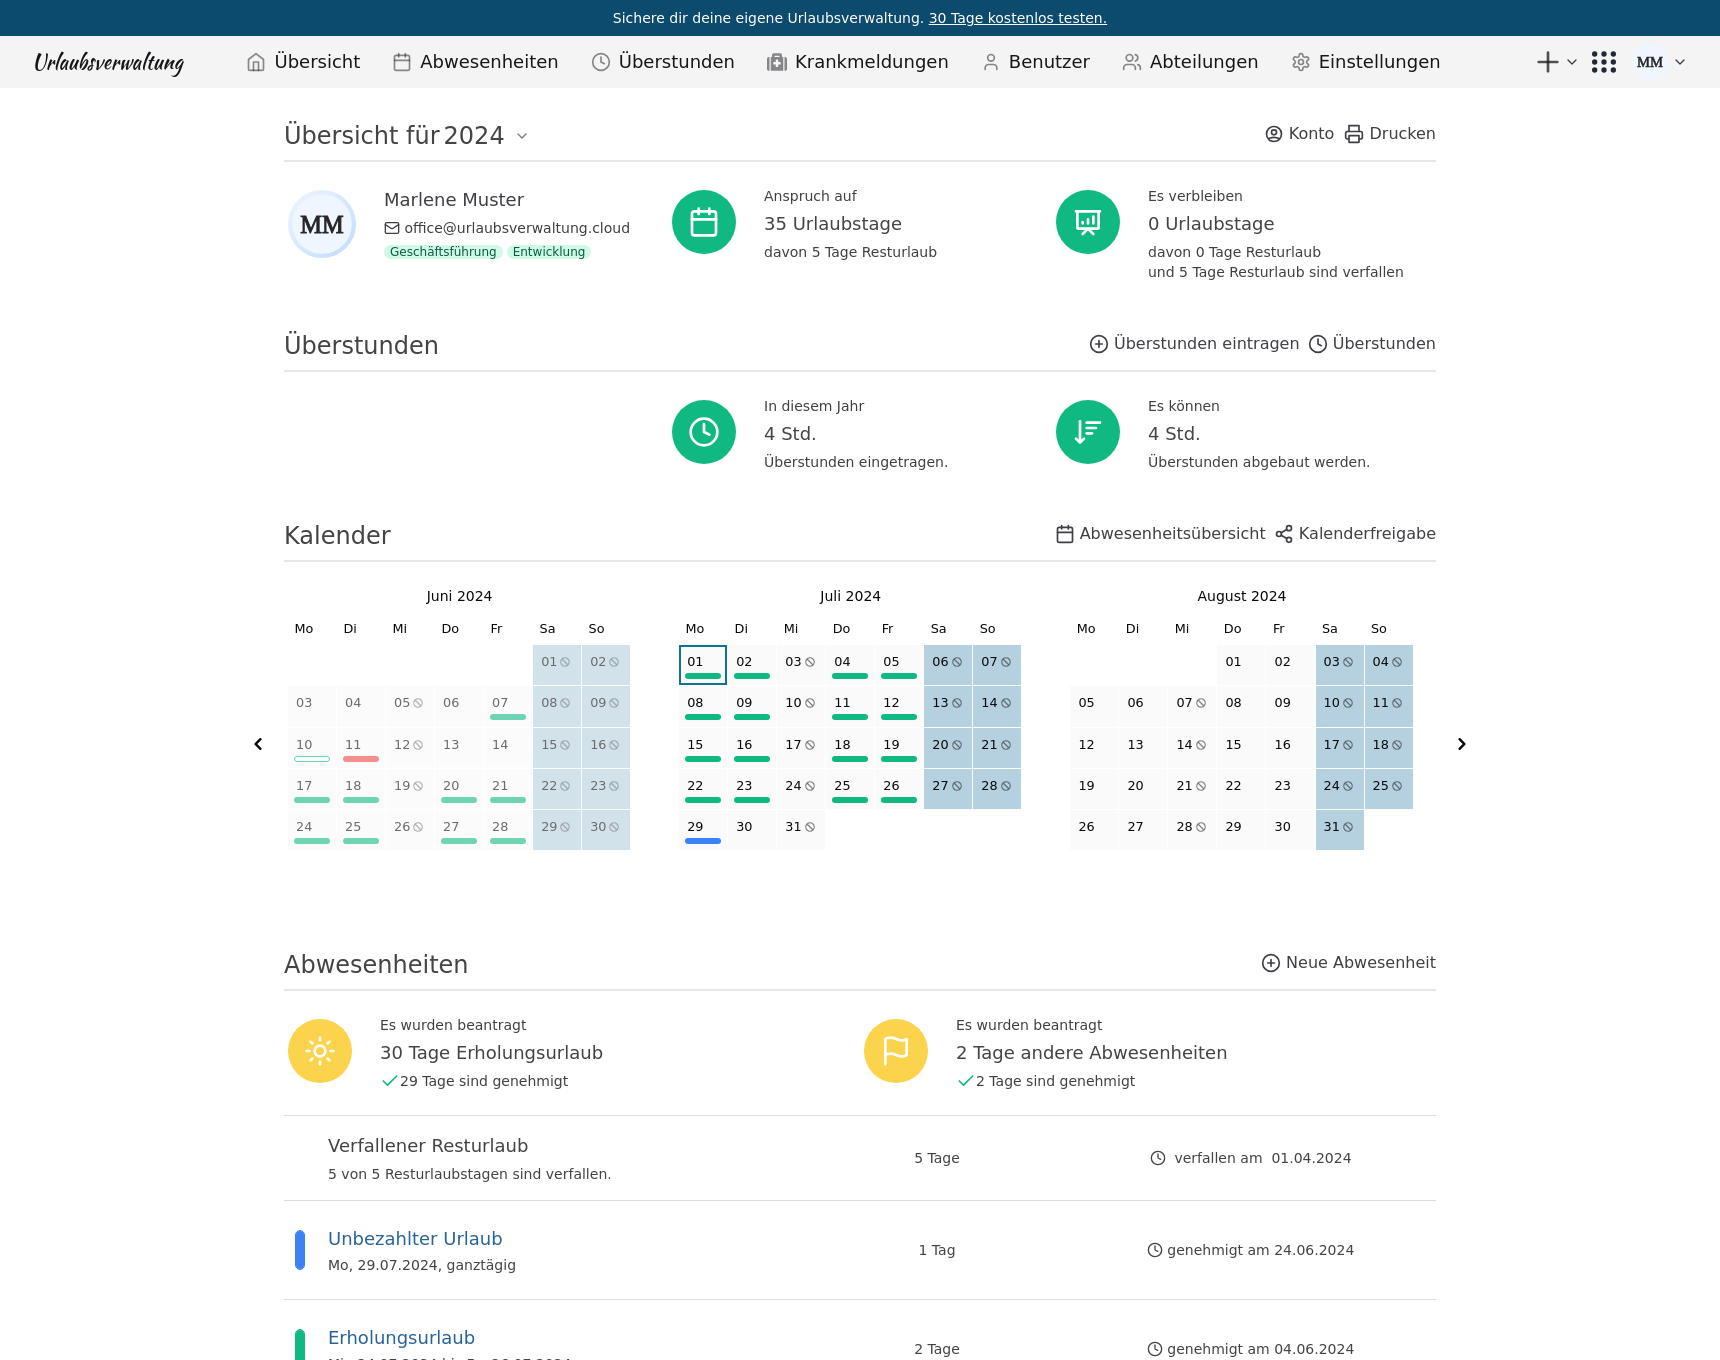 Sichere dir deine eigene Urlaubsverwaltung. 30 Tage kostenlos testen.
Urlaubsverwaltung Übersicht Abwesenheiten Überstunden Krankmeldungen Benutzer Abteilungen Einstellungen MM
Übersicht für 2024 Konto Drucken
MM
Marlene Muster
office@urlaubsverwaltung.cloud
Geschäftsführung Entwicklung
Anspruch auf
35 Urlaubstage
davon 5 Tage Resturlaub
Es verbleiben
0 Urlaubstage
davon 0 Tage Resturlaub
und 5 Tage Resturlaub sind verfallen
Überstunden Überstunden eintragen Überstunden
In diesem Jahr
4 Std.
Überstunden eingetragen.
Es können
4 Std.
Überstunden abgebaut werden.
Kalender Abwesenheitsübersicht Kalenderfreigabe
Juni 2024
Mo Di Mi Do Fr Sa So
01 02
03 04 05 06 07 08 09
10 11 12 13 14 15 16
17 18 19 20 21 22 23
24 25 26 27 28 29 30
Juli 2024
Mo Di Mi Do Fr Sa So
01 02 03 04 05 06 07
08 09 10 11 12 13 14
15 16 17 18 19 20 21
22 23 24 25 26 27 28
29 30 31
August 2024
Mo Di Mi Do Fr Sa So
01 02 03 04
05 06 07 08 09 10 11
12 13 14 15 16 17 18
19 20 21 22 23 24 25
26 27 28 29 30 31
Abwesenheiten Neue Abwesenheit
Es wurden beantragt
30 Tage Erholungsurlaub
29 Tage sind genehmigt
Es wurden beantragt
2 Tage andere Abwesenheiten
2 Tage sind genehmigt
Verfallener Resturlaub
5 von 5 Resturlaubstagen sind verfallen.
5 Tage
verfallen am 01.04.2024
Unbezahlter Urlaub
Mo, 29.07.2024, ganztägig
1 Tag
genehmigt am 24.06.2024
Erholungsurlaub
2 Tage
genehmigt am 04.06.2024